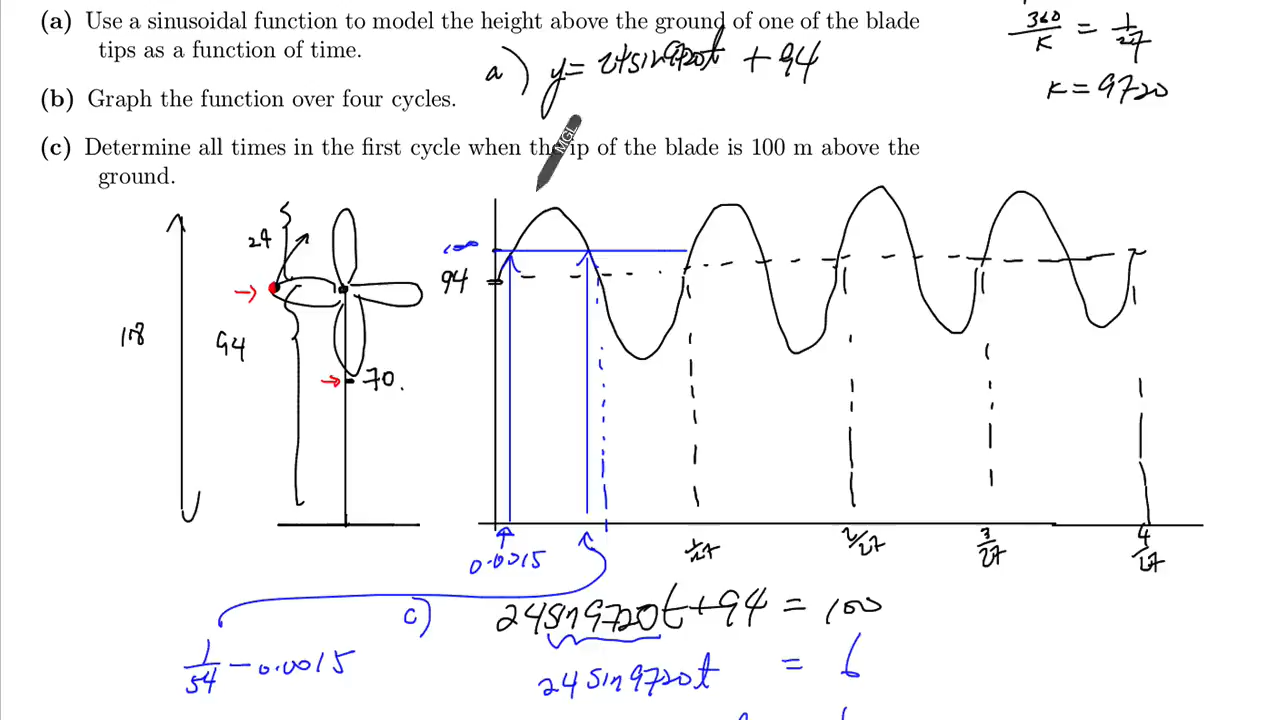 (a) Use a sinusoidal function to model the height above the ground of one of the blade
tips as a function of time.
360/K = 1/27
K = 9720
a) y = 24sin9720t + 94
(b) Graph the function over four cycles.
(c) Determine all times in the first cycle when the ip of the blade is 100 m above the
ground.
MGL
24
118
94
70.
100
94
0.0015
1/27
2/27
3/27
4/27
c) 24sin9720t+94 = 100
1/54 - 0.0015
24sin9720t = 6